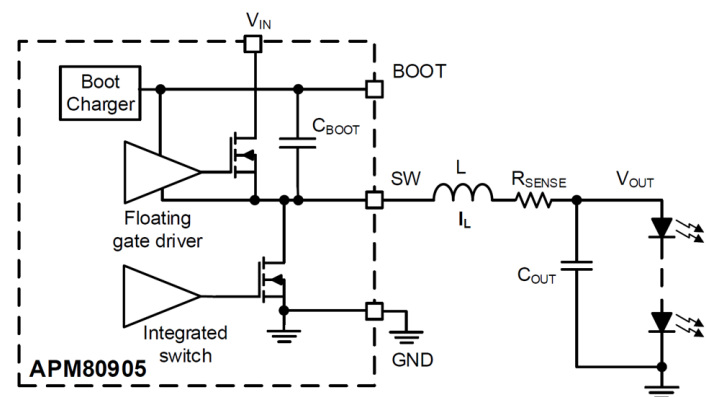 VIN
Boot
Charger
BOOT
CBOOT
SW
L
RSENSE
VOUT
IL
Floating
gate driver
COUT
Integrated
switch
GND
APM80905